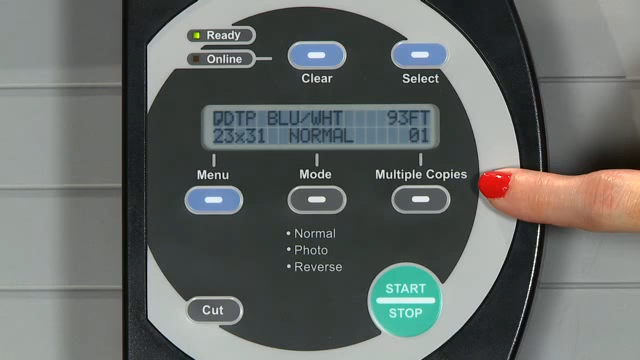 Ready
Online
Clear
Select
QDTP BLU/WHT 93FT
23x31 NORMAL 01
Menu
Mode
Multiple Copies
• Normal
• Photo
• Reverse
Cut
START
STOP